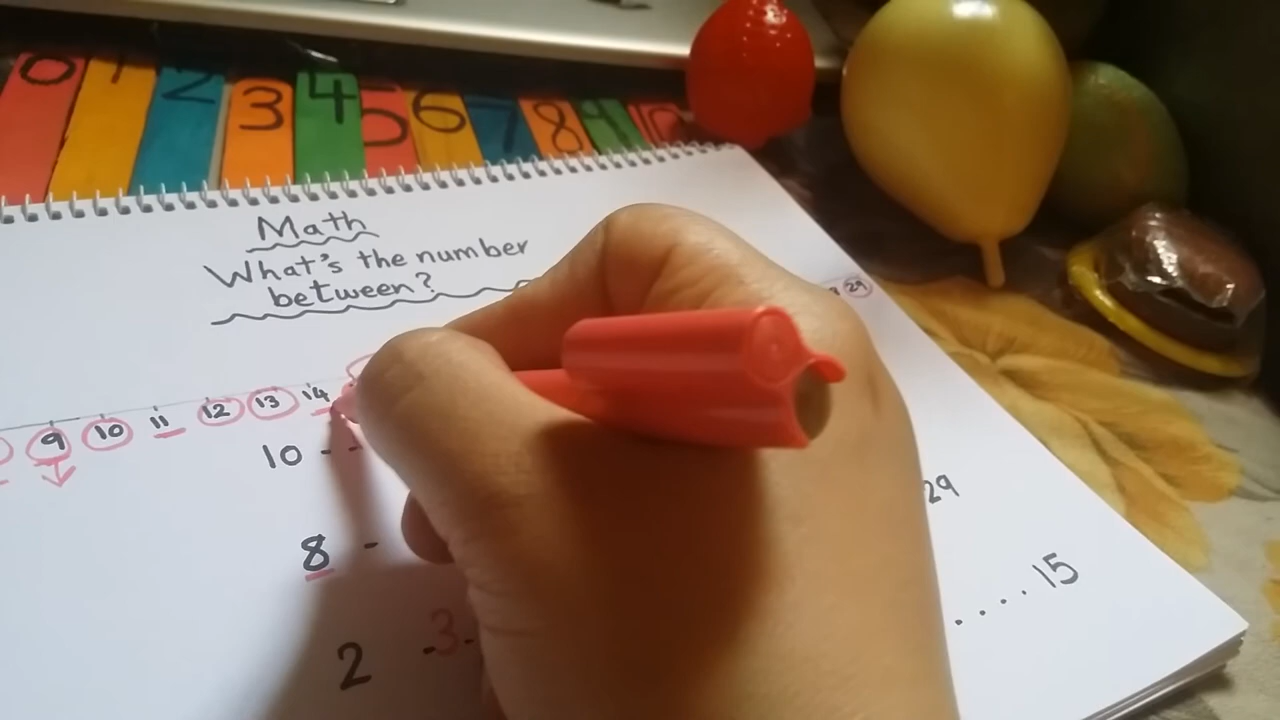 0 1 2 3 4 5 6 7 8 9 10
Math
What's the number
between?
29
9 10 11 12 13 14
10 - -
29
8 -
15
2 - 3 -